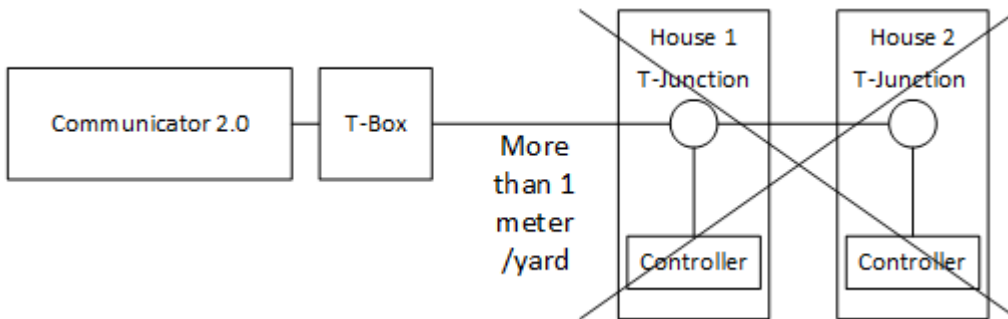 House 1
House 2
T-Junction
T-Junction
Communicator 2.0
T-Box
More
than 1
meter
/yard
Controller
Controller